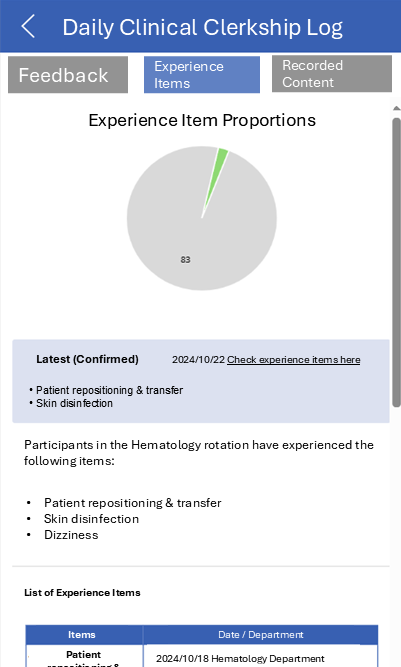 Daily Clinical Clerkship Log
Feedback
Experience
Items
Recorded
Content
Experience Item Proportions
83
Latest (Confirmed) 2024/10/22 Check experience items here
• Patient repositioning & transfer
• Skin disinfection
Participants in the Hematology rotation have experienced the
following items:
• Patient repositioning & transfer
• Skin disinfection
• Dizziness
List of Experience Items
Items Date / Department
Patient 2024/10/18 Hematology Department
repositioning &